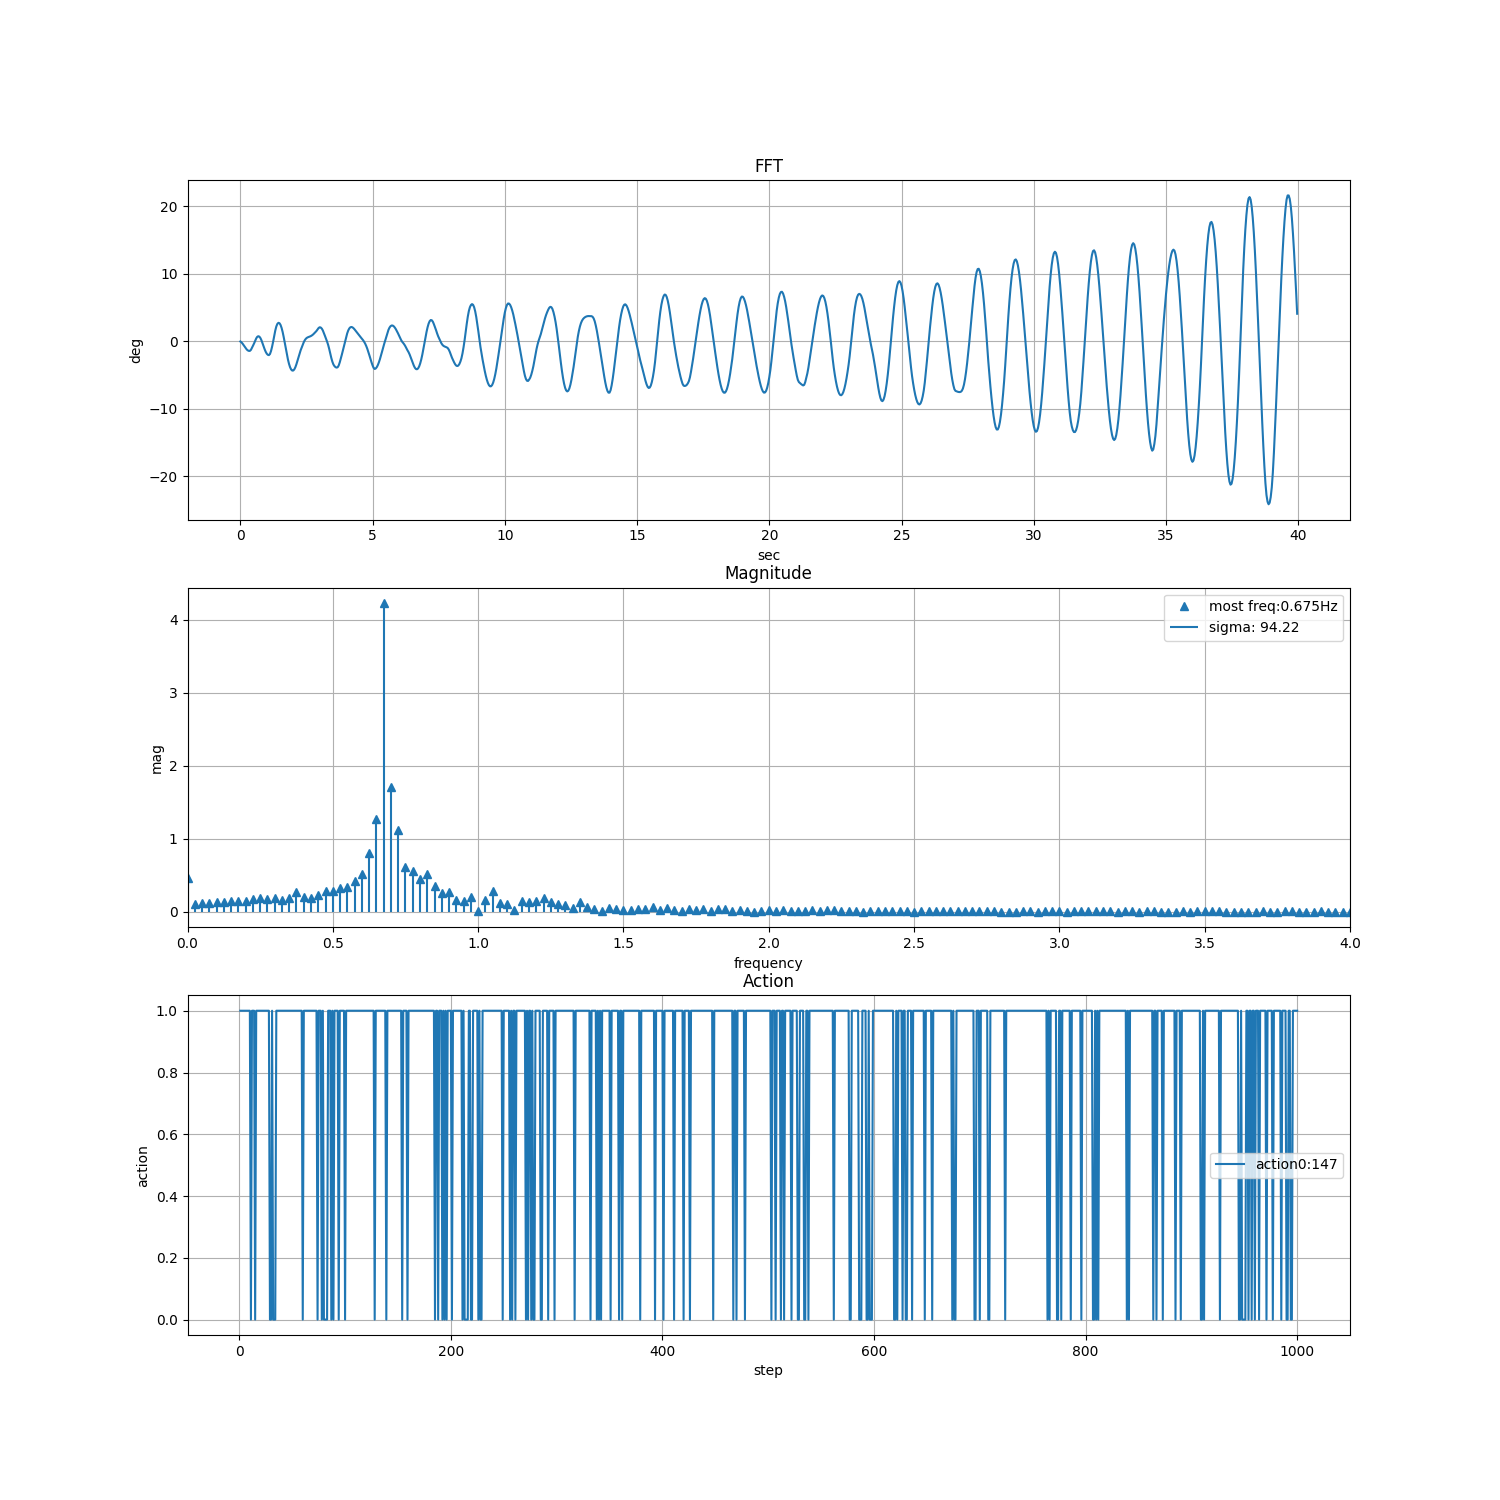 FFT
20
10
0
−10
−20
deg
0 5 10 15 20 25 30 35 40
sec
Magnitude
most freq:0.675Hz
sigma: 94.22
4
3
2
1
0
mag
0.0 0.5 1.0 1.5 2.0 2.5 3.0 3.5 4.0
frequency
Action
1.0
0.8
0.6
0.4
0.2
0.0
action
action0:147
0 200 400 600 800 1000
step